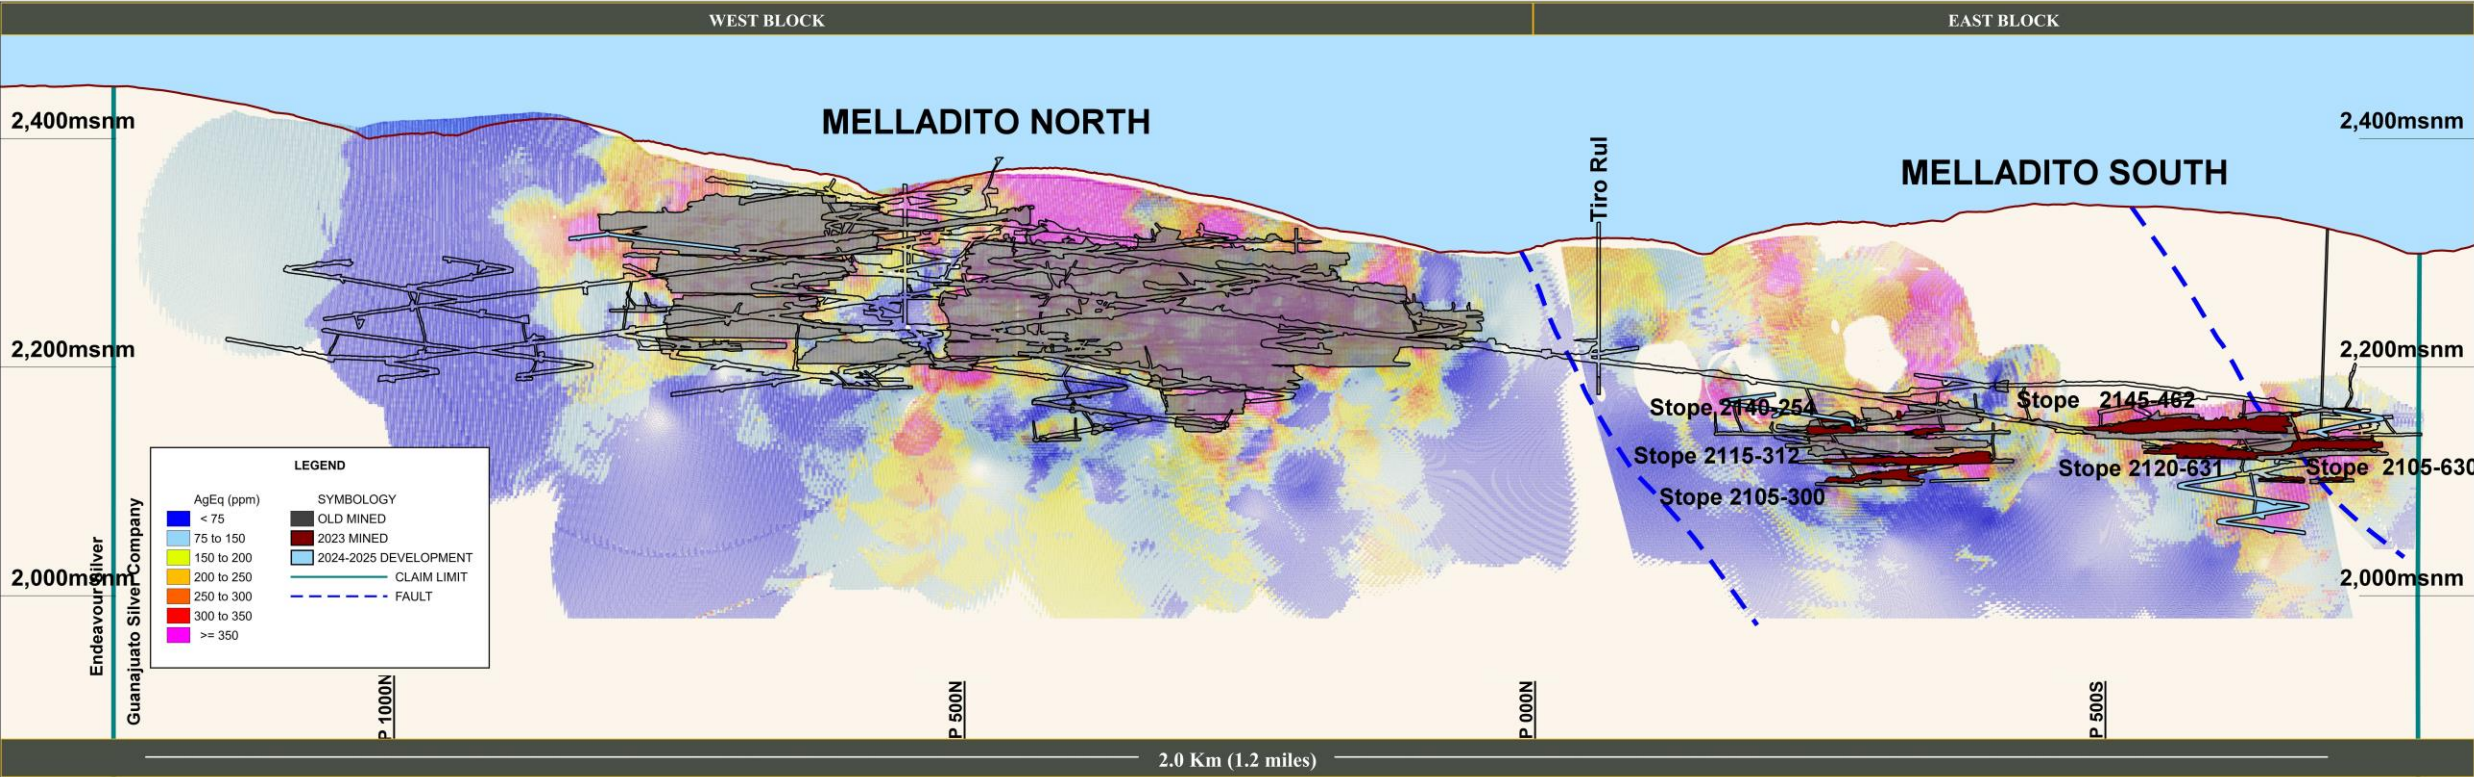 WEST BLOCK
EAST BLOCK
MELLADITO NORTH
MELLADITO SOUTH
2,400msnm
2,400msnm
Tiro Rul
2,200msnm
2,200msnm
Stope 2140-254
Stope 2145-462
Stope 2115-312
Stope 2120-631
Stope 2105-630
Stope 2105-300
2,000msnm
2,000msnm
Endeavour Silver
Guanajuato Silver Company
LEGEND
AgEq (ppm)
< 75
75 to 150
150 to 200
200 to 250
250 to 300
300 to 350
>= 350
SYMBOLOGY
OLD MINED
2023 MINED
2024-2025 DEVELOPMENT
CLAIM LIMIT
FAULT
P 1000N
P 500N
P 000N
P 500S
2.0 Km (1.2 miles)